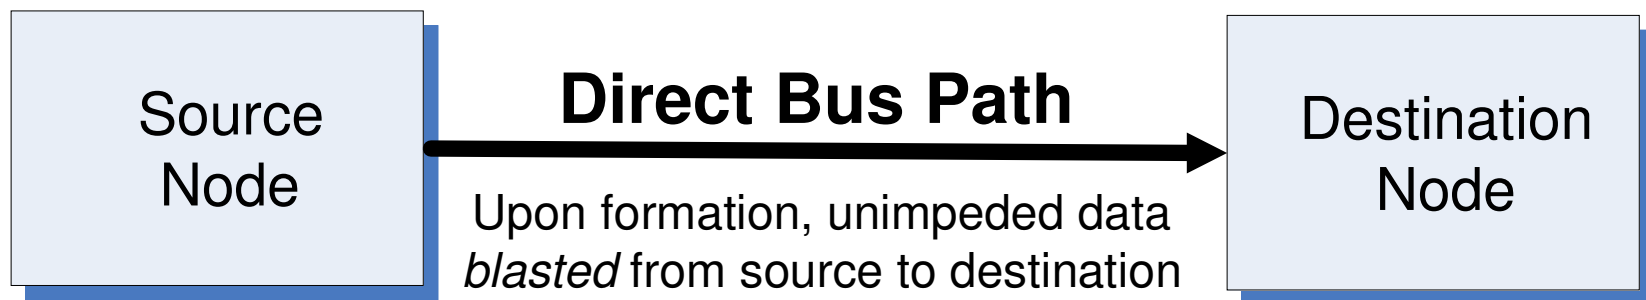 Source
Node
Direct Bus Path
Upon formation, unimpeded data
blasted from source to destination
Destination
Node